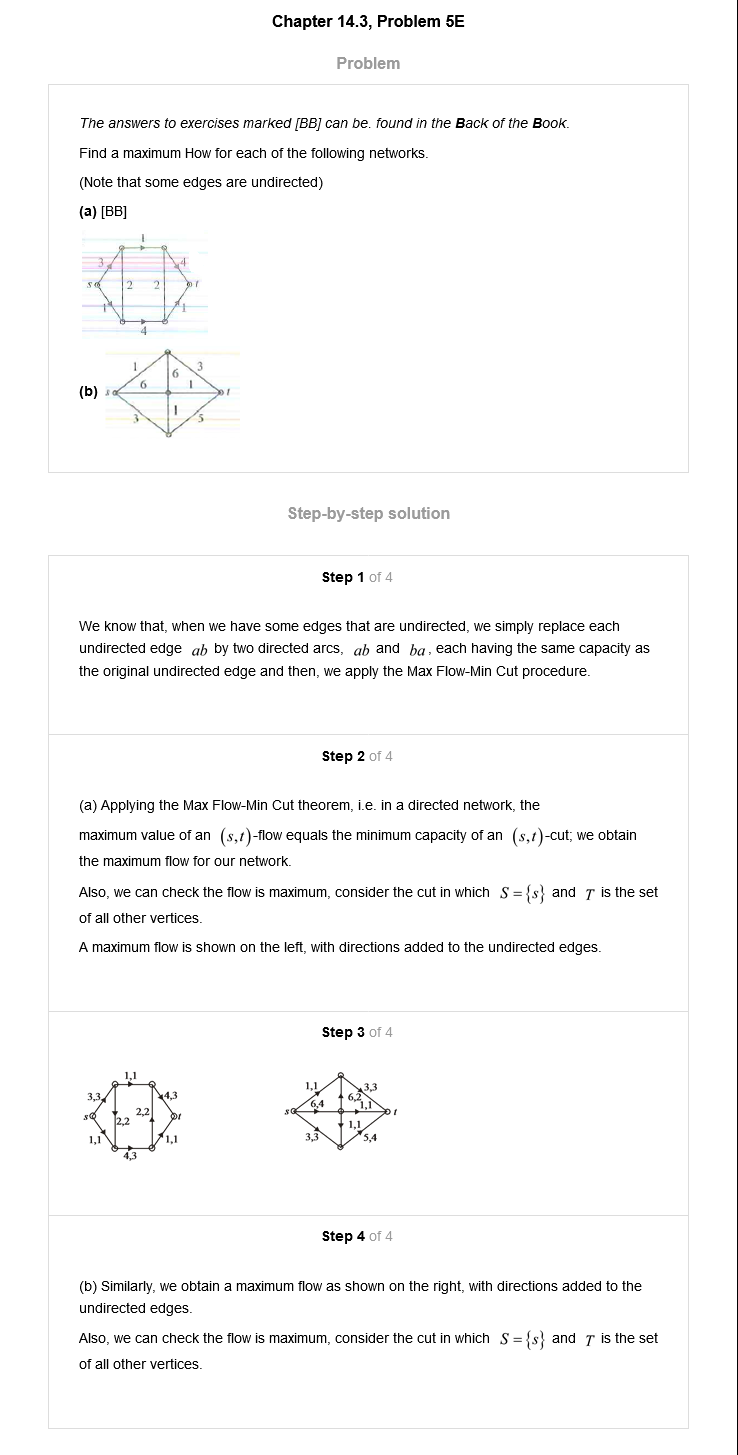 Chapter 14.3, Problem 5E
Problem
The answers to exercises marked [BB] can be. found in the Back of the Book.
Find a maximum How for each of the following networks.
(Note that some edges are undirected)
(a) [BB]
1
3
4
s
2
2
t
1
1
4
(b)
1
3
6
6
1
s
t
1
3
5
Step-by-step solution
Step 1 of 4
We know that, when we have some edges that are undirected, we simply replace each
undirected edge ab by two directed arcs, ab and ba, each having the same capacity as
the original undirected edge and then, we apply the Max Flow-Min Cut procedure.
Step 2 of 4
(a) Applying the Max Flow-Min Cut theorem, i.e. in a directed network, the
maximum value of an (s,t)-flow equals the minimum capacity of an (s,t)-cut; we obtain
the maximum flow for our network.
Also, we can check the flow is maximum, consider the cut in which S={s} and T is the set
of all other vertices.
A maximum flow is shown on the left, with directions added to the undirected edges.
Step 3 of 4
1,1
3,3
4,3
s
2,2
2,2
t
1,1
1,1
4,3
1,1
3,3
6,4
6,2
1,1
s
t
1,1
3,3
5,4
Step 4 of 4
(b) Similarly, we obtain a maximum flow as shown on the right, with directions added to the
undirected edges.
Also, we can check the flow is maximum, consider the cut in which S={s} and T is the set
of all other vertices.